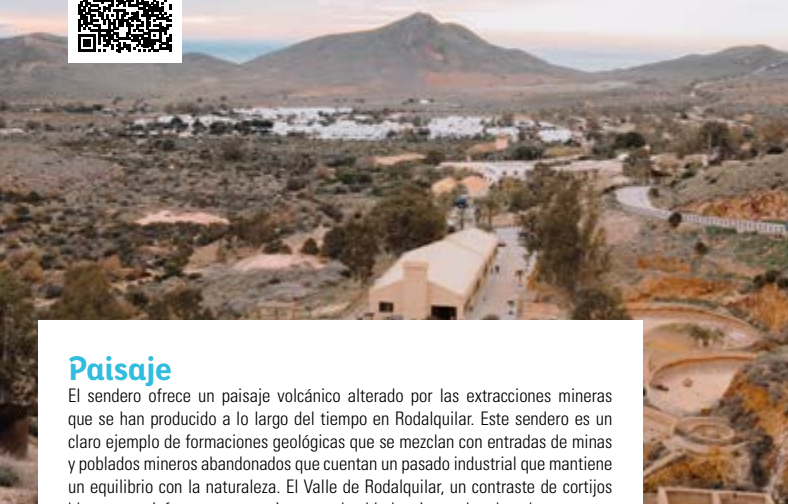 Paisaje
El sendero ofrece un paisaje volcánico alterado por las extracciones mineras
que se han producido a lo largo del tiempo en Rodalquilar. Este sendero es un
claro ejemplo de formaciones geológicas que se mezclan con entradas de minas
y poblados mineros abandonados que cuentan un pasado industrial que mantiene
un equilibrio con la naturaleza. El Valle de Rodalquilar, un contraste de cortijos